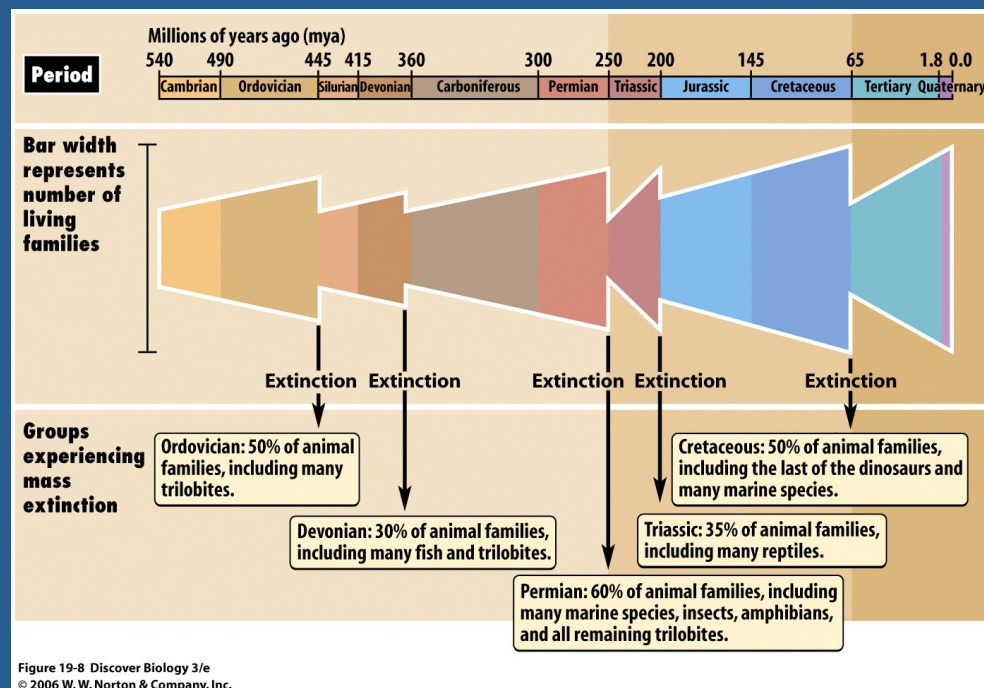 Millions of years ago (mya)
540 490 445 415 360 300 250 200 145 65 1.8 0.0
Period
Cambrian Ordovician Silurian Devonian Carboniferous Permian Triassic Jurassic Cretaceous Tertiary Quaternary
Bar width
represents
number of
living
families
Extinction Extinction Extinction Extinction Extinction
Groups
experiencing
mass
extinction
Ordovician: 50% of animal
families, including many
trilobites.
Cretaceous: 50% of animal families,
including the last of the dinosaurs and
many marine species.
Devonian: 30% of animal families,
including many fish and trilobites.
Triassic: 35% of animal families,
including many reptiles.
Permian: 60% of animal families, including
many marine species, insects, amphibians,
and all remaining trilobites.
Figure 19-8 Discover Biology 3/e
© 2006 W. W. Norton & Company, Inc.